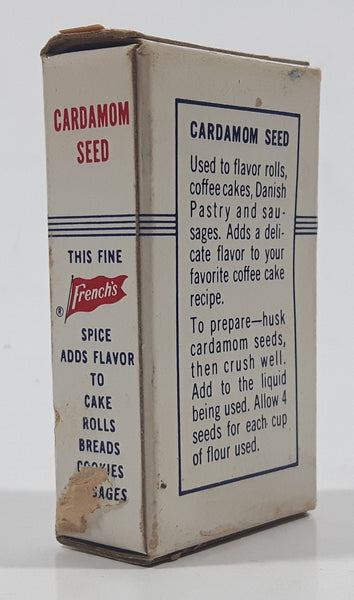 CARDAMOM
SEED
THIS FINE
French's
®
SPICE
ADDS FLAVOR
TO
CAKE
ROLLS
BREADS
COOKIES
CARDAMOM SEED
Used to flavor rolls,
coffee cakes, Danish
Pastry and sau-
sages. Adds a deli-
cate flavor to your
favorite coffee cake
recipe.
To prepare—husk
cardamom seeds,
then crush well.
Add to the liquid
being used. Allow 4
seeds for each cup
of flour used.